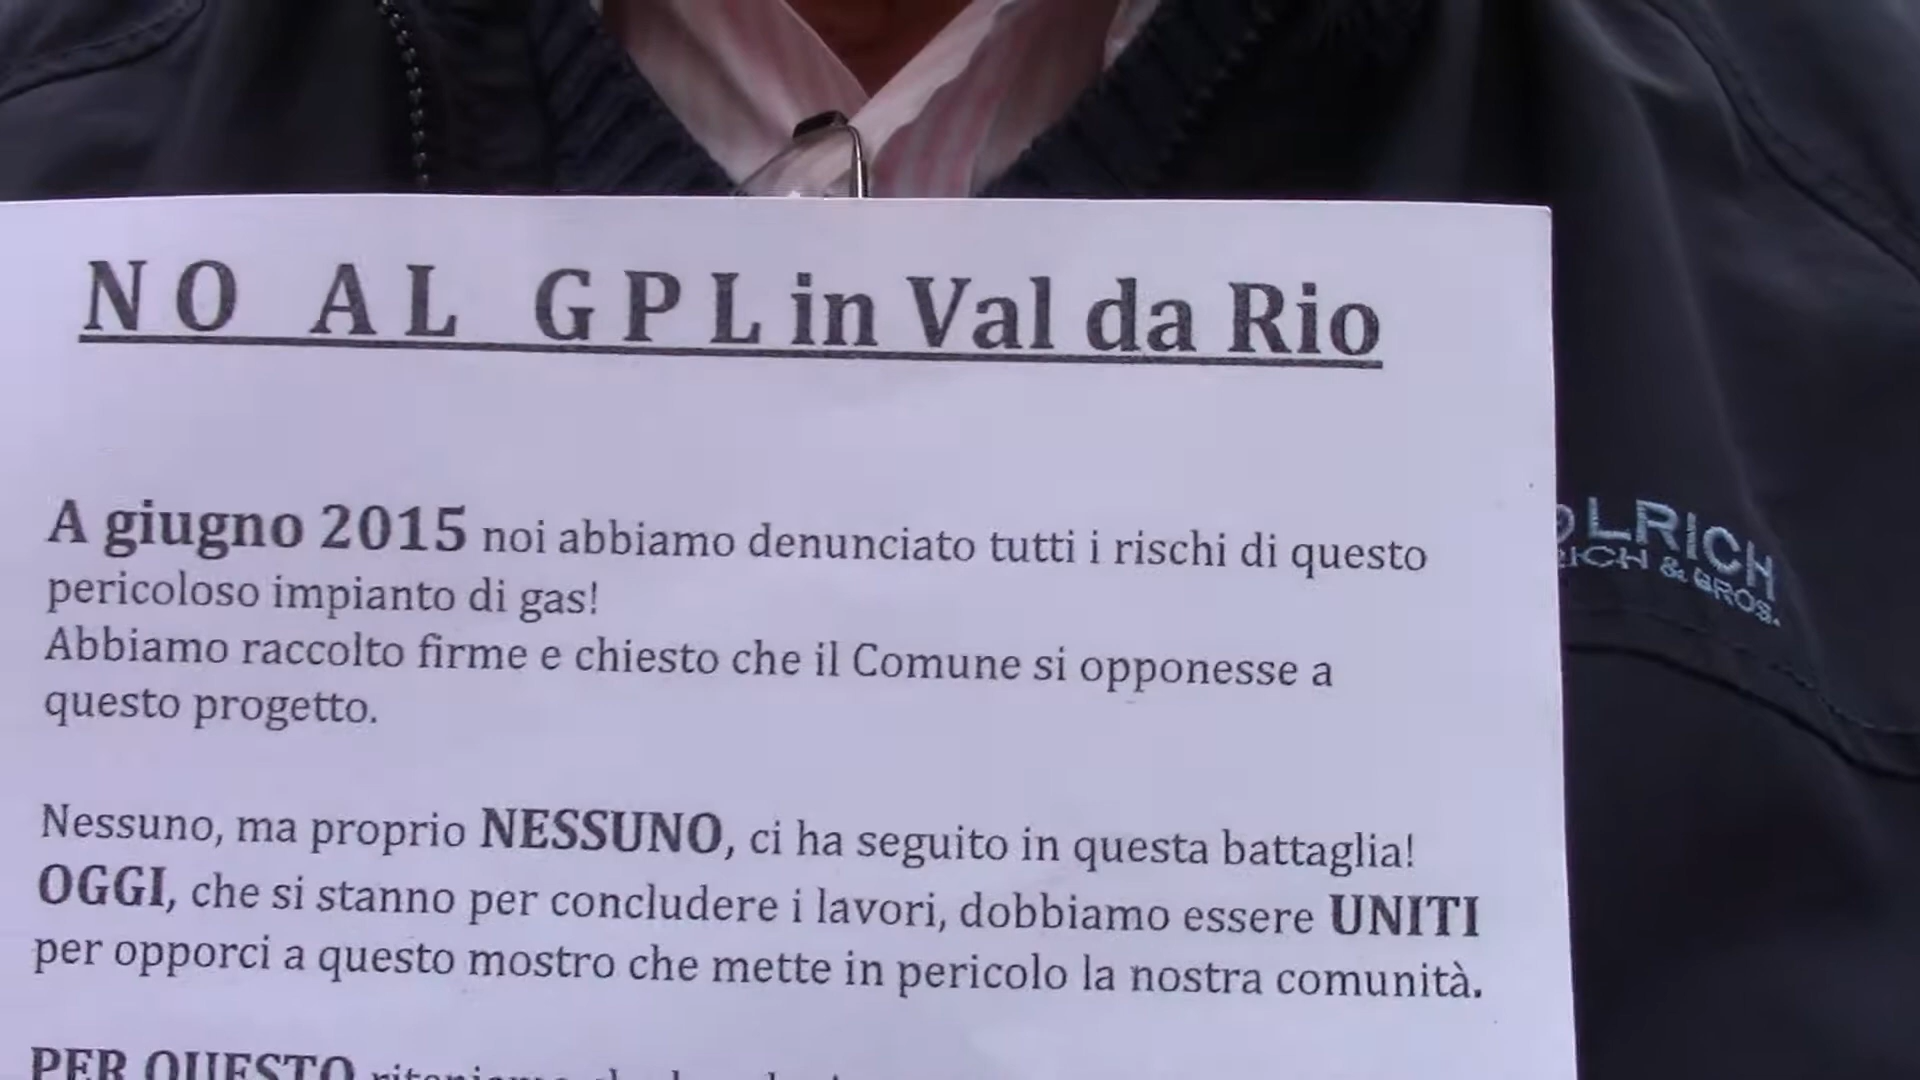 NO AL GPL in Val da Rio
A giugno 2015 noi abbiamo denunciato tutti i rischi di questo
pericoloso impianto di gas!
Abbiamo raccolto firme e chiesto che il Comune si opponesse a
questo progetto.
Nessuno, ma proprio NESSUNO, ci ha seguito in questa battaglia!
OGGI, che si stanno per concludere i lavori, dobbiamo essere UNITI
per opporci a questo mostro che mette in pericolo la nostra comunità.
PER QUESTO
OLRICH
RICH & BROS.